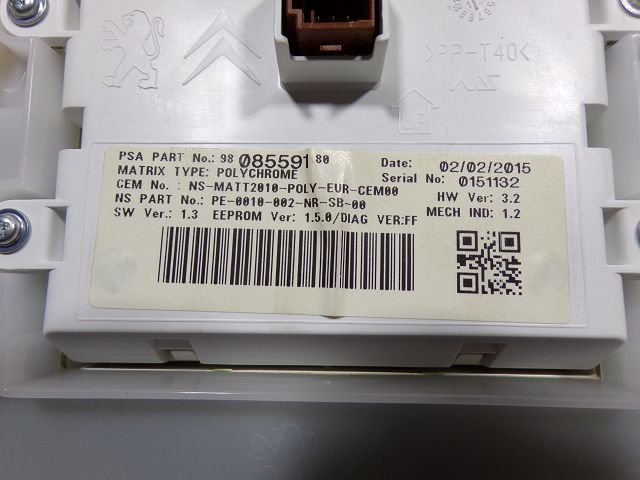 >PP-T40<
UP
PSA PART No.: 98 085591 80
MATRIX TYPE: POLYCHROME
CEM No. : NS-MATT2010-POLY-EUR-CEM00
NS PART No.: PE-0010-002-NR-SB-00
SW Ver.: 1.3 EEPROM Ver: 1.5.0/DIAG VER:FF
Date: 02/02/2015
Serial No: 0151132
HW Ver: 3.2
MECH IND: 1.2